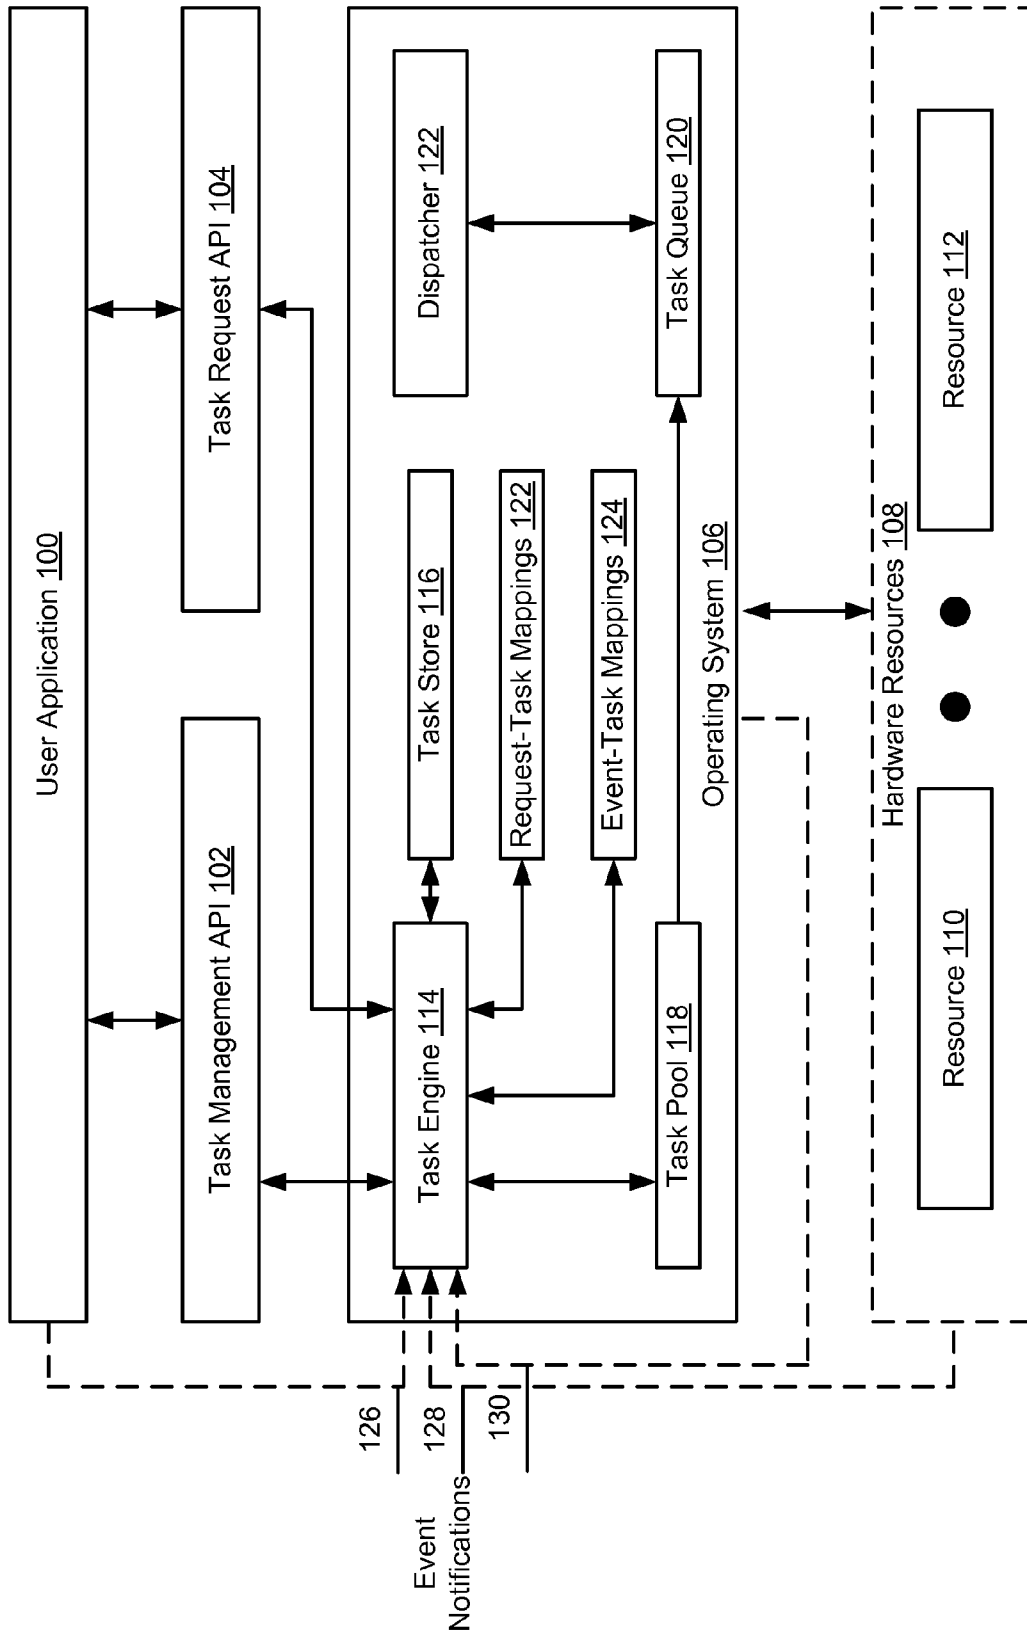 User Application 100
Task Management API 102
Task Request API 104
Task Engine 114
Task Store 116
Dispatcher 122
Request-Task Mappings 122
Event-Task Mappings 124
Task Pool 118
Task Queue 120
Operating System 106
126
128
130
Event
Notifications
Hardware Resources 108
Resource 110
Resource 112